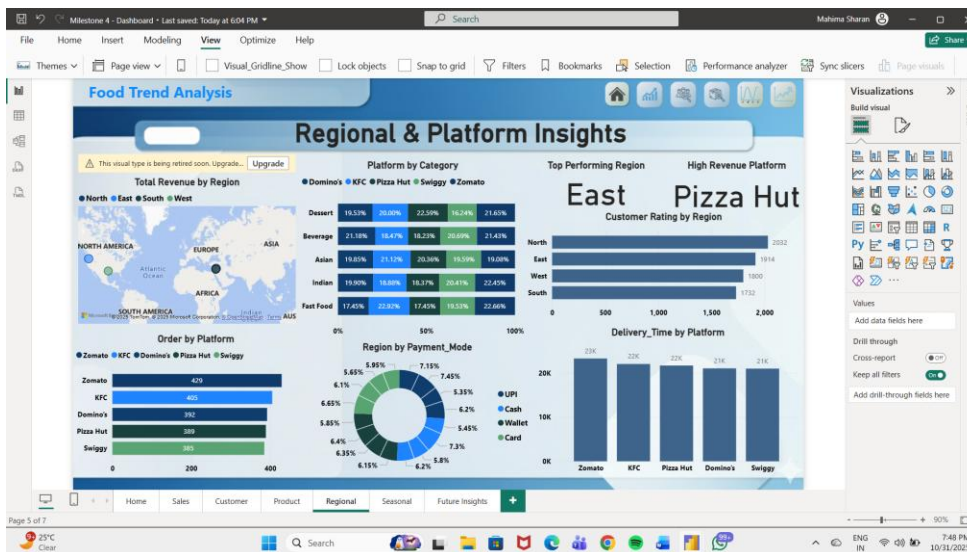 Milestone 4 - Dashboard • Last saved: Today at 6:04 PM
Search
Mahima Sharan
File Home Insert Modeling View Optimize Help
Share
Themes Page view Visual_Gridline_Show Lock objects Snap to grid Filters Bookmarks Selection Performance analyzer Sync slicers Page visuals
Food Trend Analysis
Regional & Platform Insights
This visual type is being retired soon. Upgrade... Upgrade
Total Revenue by Region
North East South West
NORTH AMERICA
EUROPE
ASIA
Atlantic
Ocean
AFRICA
SOUTH AMERICA
Indian
AUS
© 2025 TomTom, © 2025 Microsoft Corporation, © OpenStreetMap Terms
Platform by Category
Domino's KFC Pizza Hut Swiggy Zomato
Dessert 19.53% 20.00% 22.59% 16.24% 21.65%
Beverage 21.18% 18.47% 18.23% 20.69% 21.43%
Asian 19.85% 21.12% 20.36% 19.59% 19.08%
Indian 19.90% 18.88% 18.37% 20.41% 22.45%
Fast Food 17.45% 22.92% 17.45% 19.53% 22.66%
0% 50% 100%
Top Performing Region
East
High Revenue Platform
Pizza Hut
Customer Rating by Region
North 2032
East 1914
West 1800
South 1732
0 500 1,000 1,500 2,000
Order by Platform
Zomato KFC Domino's Pizza Hut Swiggy
Zomato 429
KFC 405
Domino's 392
Pizza Hut 389
Swiggy 385
0 200 400
Region by Payment_Mode
7.15%
7.45%
5.35%
6.2%
5.45%
7.3%
5.8%
6.2%
6.15%
6.35%
6.4%
5.85%
6.65%
6.1%
5.65%
5.95%
UPI
Cash
Wallet
Card
Delivery_Time by Platform
23K 22K 22K 21K 21K
20K
10K
0K
Zomato KFC Pizza Hut Domino's Swiggy
Visualizations
Build visual
R
Py
Values
Add data fields here
Drill through
Cross-report Off
Keep all filters On
Add drill-through fields here
Home Sales Customer Product Regional Seasonal Future Insights
Page 5 of 7
90%
9+
25°C
Clear
Search
99+
ENG
IN
7:48 PM